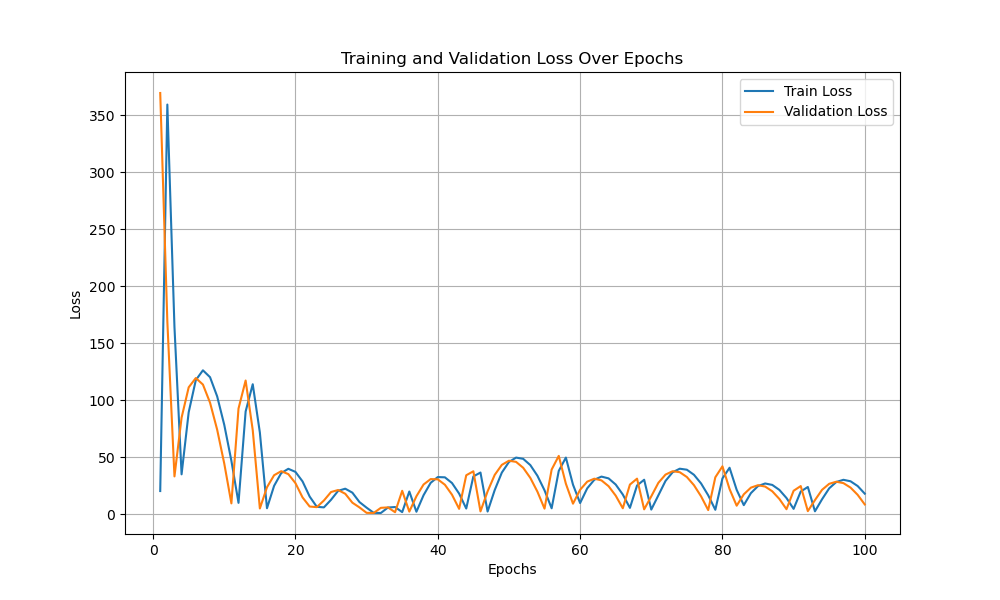 Training and Validation Loss Over Epochs
Train Loss
Validation Loss
350
300
250
200
150
100
50
0
Loss
0 20 40 60 80 100
Epochs